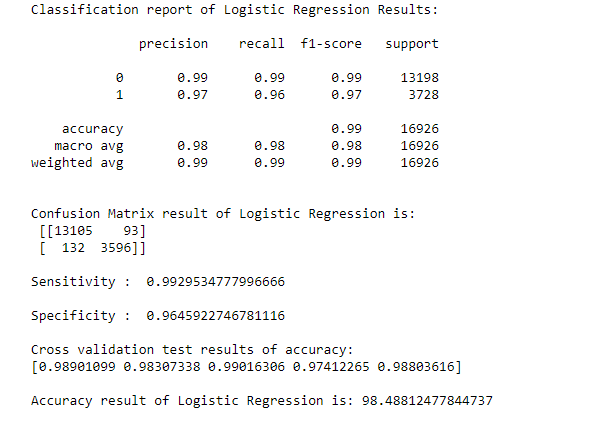 Classification report of Logistic Regression Results:
precision recall f1-score support
0 0.99 0.99 0.99 13198
1 0.97 0.96 0.97 3728
accuracy 0.99 16926
macro avg 0.98 0.98 0.98 16926
weighted avg 0.99 0.99 0.99 16926
Confusion Matrix result of Logistic Regression is:
[[13105 93]
[ 132 3596]]
Sensitivity : 0.9929534777996666
Specificity : 0.9645922746781116
Cross validation test results of accuracy:
[0.98901099 0.98307338 0.99016306 0.97412265 0.98803616]
Accuracy result of Logistic Regression is: 98.48812477844737